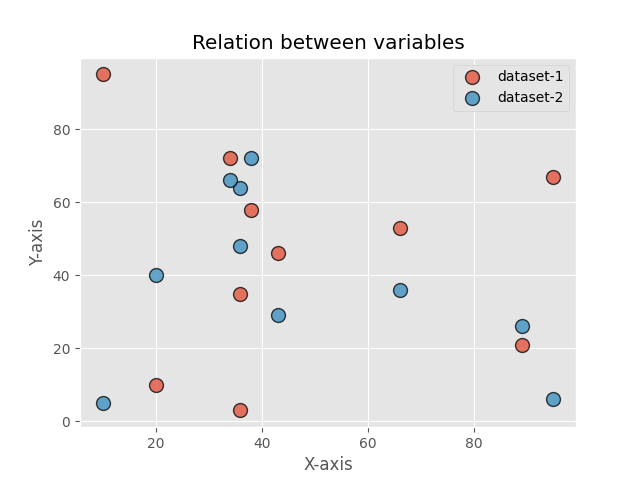 Relation between variables
dataset-1
dataset-2
80
60
40
20
0
Y-axis
20 40 60 80
X-axis